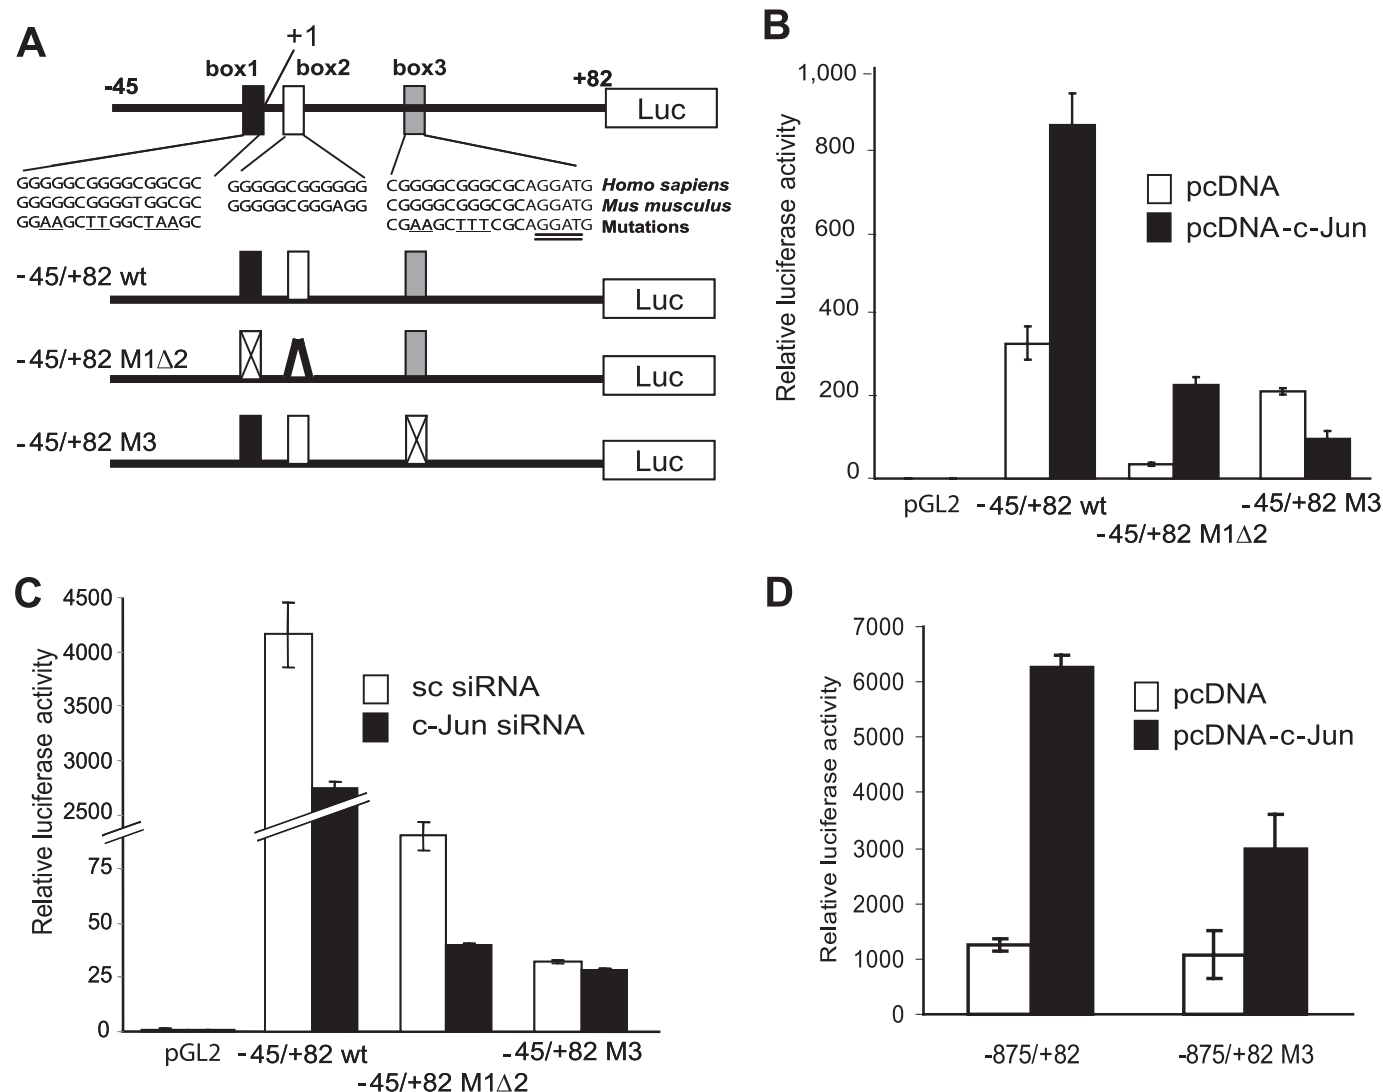 A
+1
box1
box2
box3
-45
+82
Luc
GGGGGCGGGGCGGCGC
GGGGGCGGGGGG
CGGGGCGGGCGCAGGATG
Homo sapiens
GGGGGCGGGGTGGCGC
GGGGGCGGGAGG
CGGGGCGGGCGCAGGATG
Mus musculus
GGAAGCTTGGCTAAGC
CGAAGCTTTCGCAGGATG
Mutations
-45/+82 wt
Luc
-45/+82 M1Δ2
Luc
-45/+82 M3
Luc
B
Relative luciferase activity
1,000
800
600
400
200
0
pcDNA
pcDNA-c-Jun
pGL2
-45/+82 wt
-45/+82 M1Δ2
-45/+82 M3
C
Relative luciferase activity
4500
4000
3500
3000
2500
75
50
25
0
sc siRNA
c-Jun siRNA
pGL2
-45/+82 wt
-45/+82 M1Δ2
-45/+82 M3
D
Relative luciferase activity
7000
6000
5000
4000
3000
2000
1000
0
pcDNA
pcDNA-c-Jun
-875/+82
-875/+82 M3